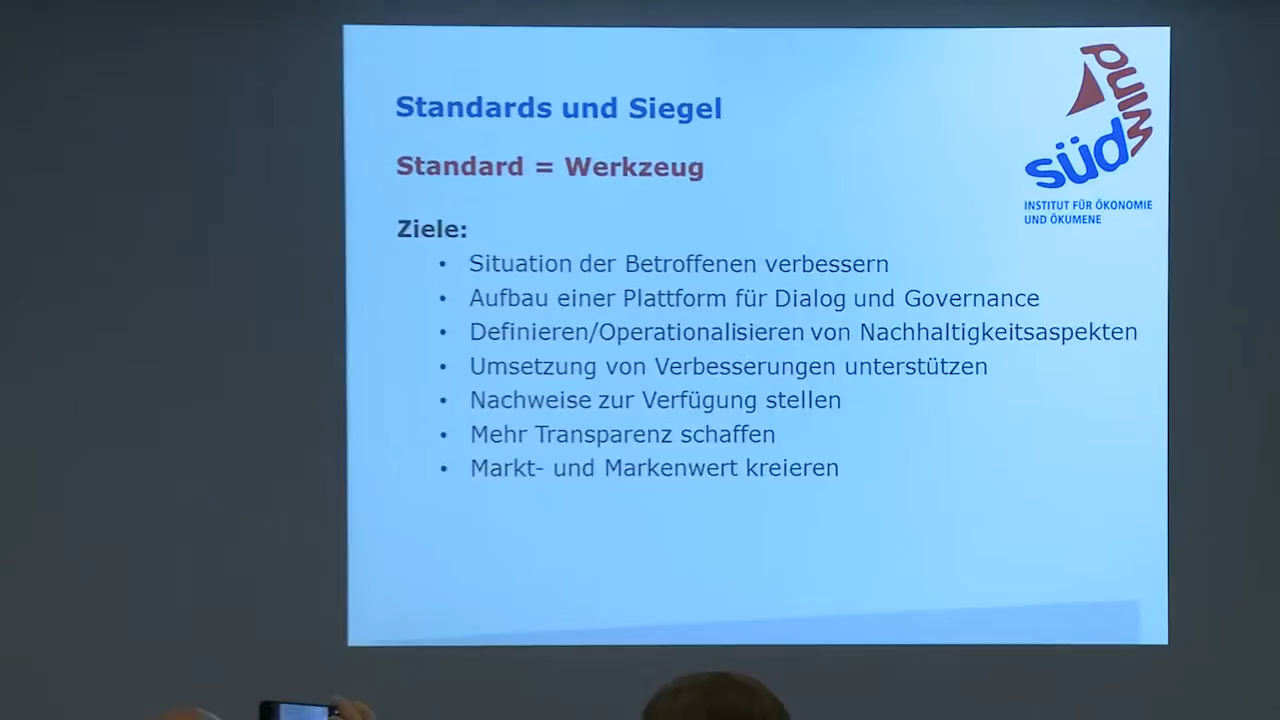 Standards und Siegel
Standard = Werkzeug
Ziele:
• Situation der Betroffenen verbessern
• Aufbau einer Plattform für Dialog und Governance
• Definieren/Operationalisieren von Nachhaltigkeitsaspekten
• Umsetzung von Verbesserungen unterstützen
• Nachweise zur Verfügung stellen
• Mehr Transparenz schaffen
• Markt- und Markenwert kreieren
süd
wind
INSTITUT FÜR ÖKONOMIE
UND ÖKUMENE